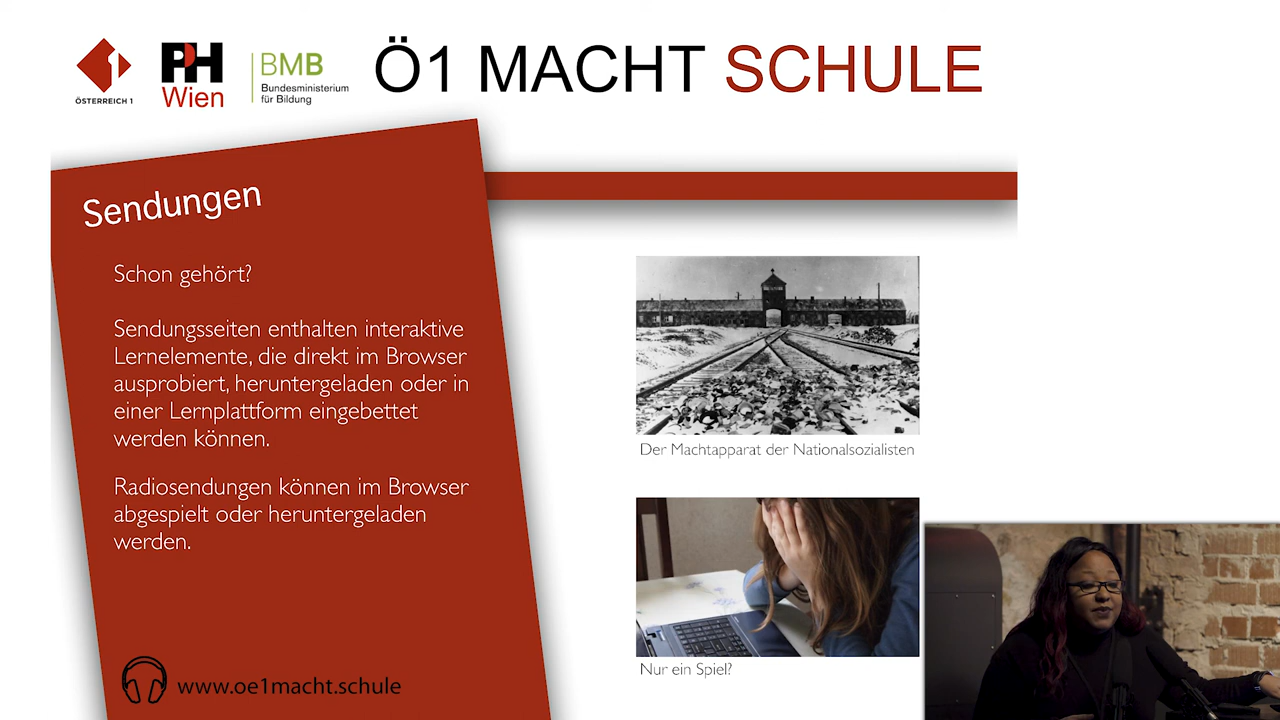 ÖSTERREICH 1
PH
Wien
BMB
Bundesministerium
für Bildung
Ö1 MACHT SCHULE
Sendungen
Schon gehört?
Sendungsseiten enthalten interaktive
Lernelemente, die direkt im Browser
ausprobiert, heruntergeladen oder in
einer Lernplattform eingebettet
werden können.
Radiosendungen können im Browser
abgespielt oder heruntergeladen
werden.
www.oe1macht.schule
Der Machtapparat der Nationalsozialisten
Nur ein Spiel?